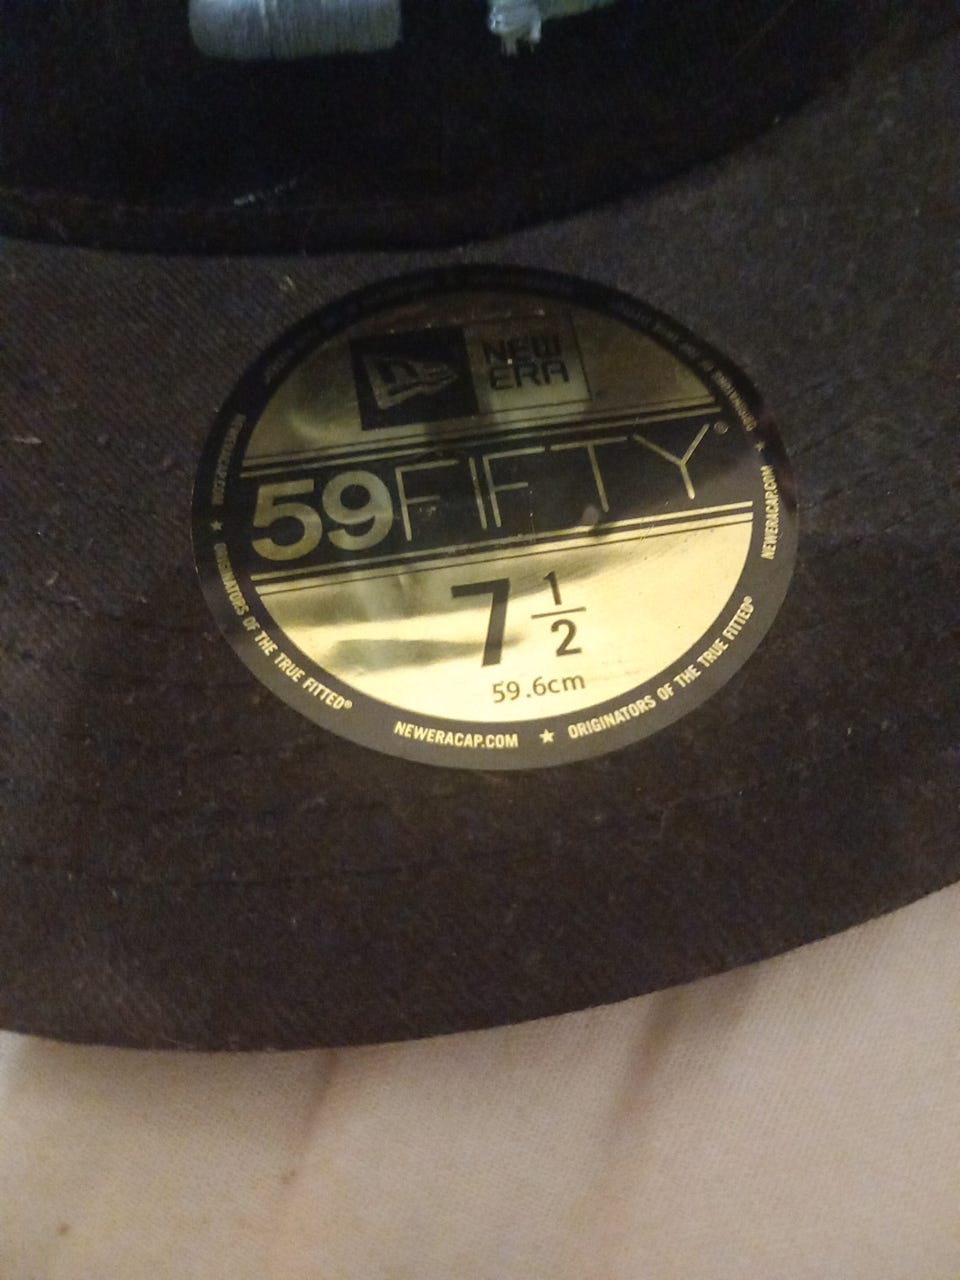 NEW
ERA
59FIFTY®
7 1/2
59.6cm
★ ORIGINATORS OF THE TRUE FITTED®
NEWERACAP.COM ★ ORIGINATORS OF THE TRUE FITTED®
NEWERACAP.COM ★